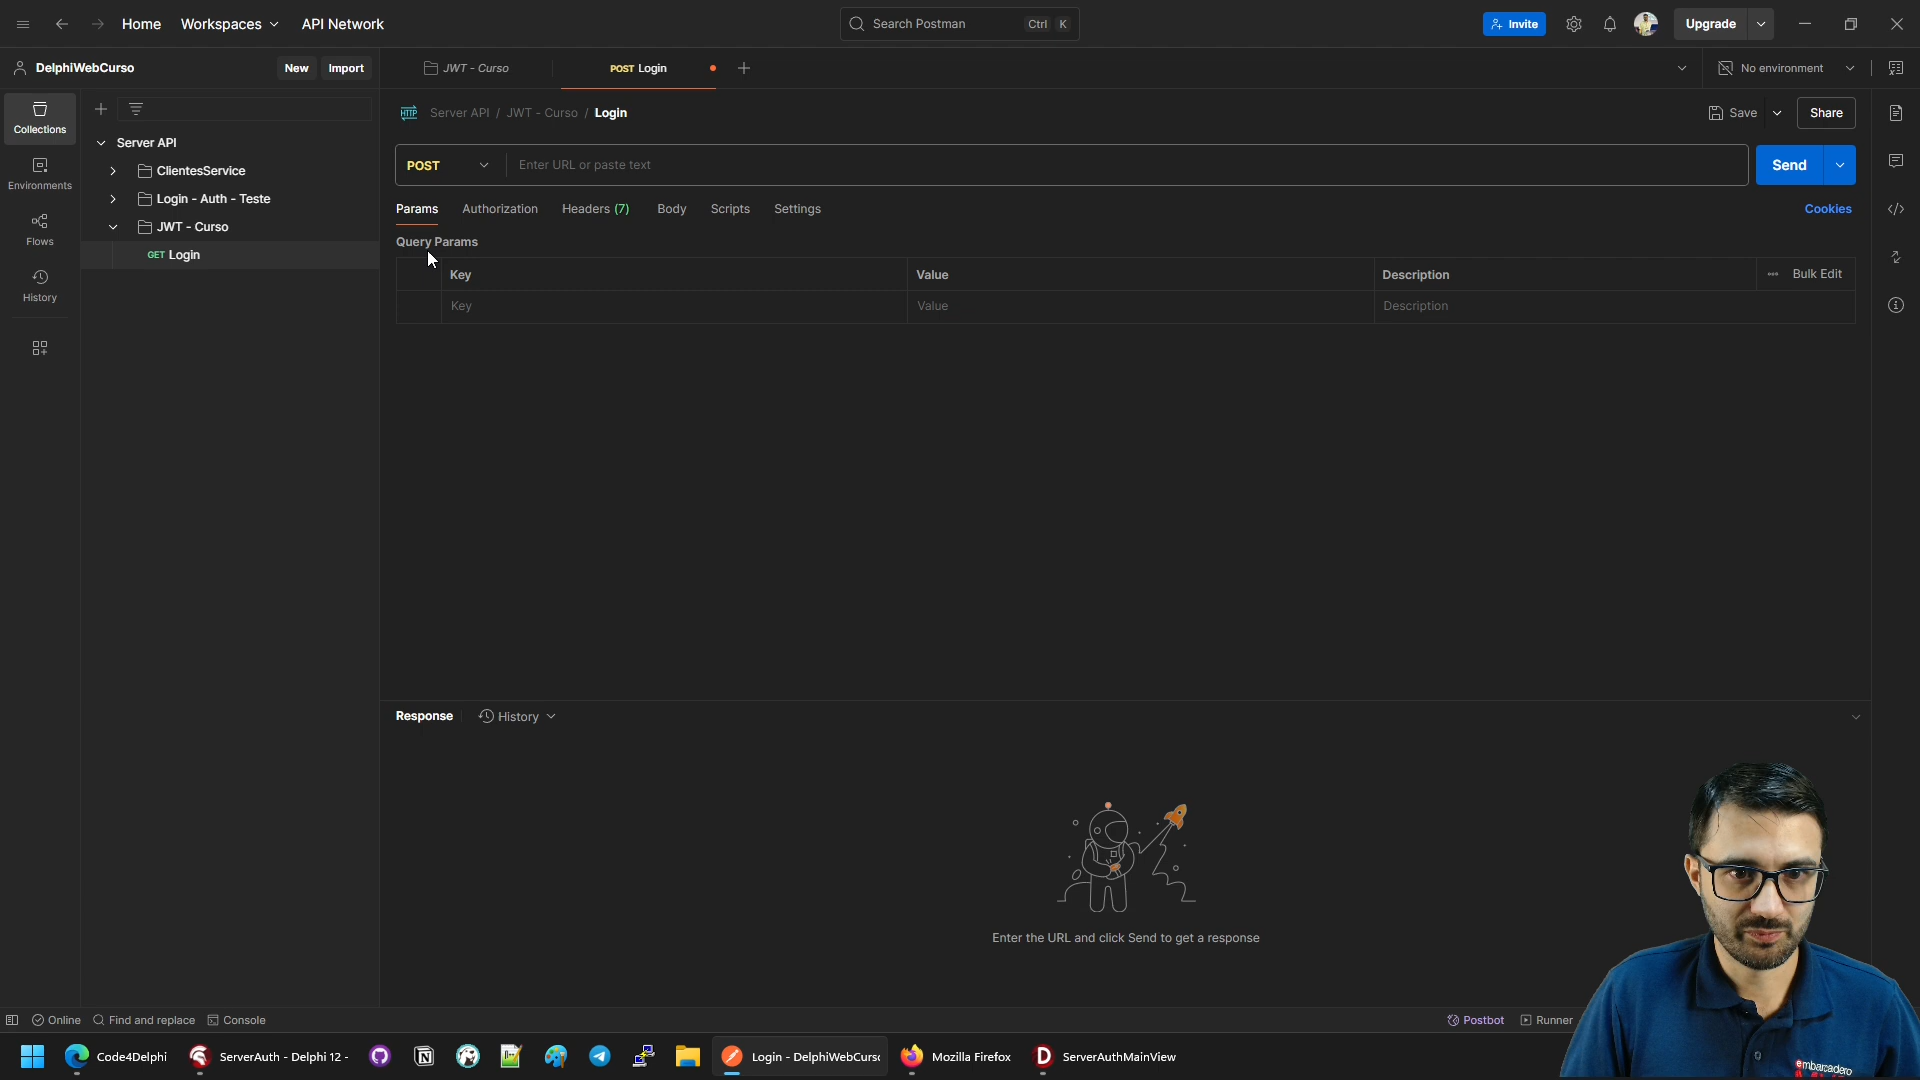 Home Workspaces API Network
Search Postman Ctrl K
Invite
Upgrade
DelphiWebCurso New Import
JWT - Curso
POST Login
No environment
Collections
Environments
Flows
History
Server API
ClientesService
Login - Auth - Teste
JWT - Curso
GET Login
HTTP Server API / JWT - Curso / Login
Save Share
POST Enter URL or paste text Send
Params Authorization Headers (7) Body Scripts Settings Cookies
Query Params
Key Value Description Bulk Edit
Key Value Description
Response History
Enter the URL and click Send to get a response
Online Find and replace Console
Postbot Runner
Code4Delphi ServerAuth - Delphi 12 - Login - DelphiWebCurso Mozilla Firefox ServerAuthMainView
embarcadero